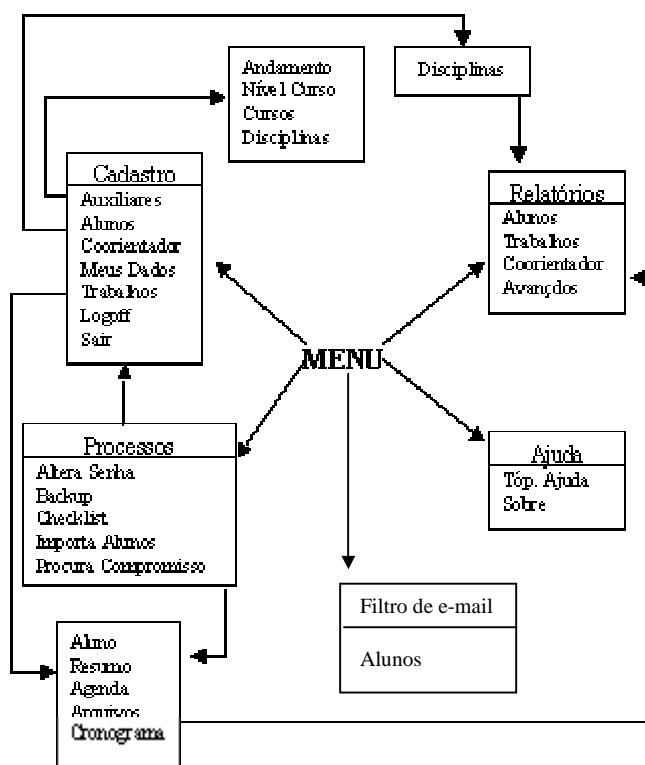 Disciplinas
Andamento
Nível Curso
Cursos
Disciplinas
Cadastro
Auxiliares
Alunos
Coorientador
Meus Dados
Trabalhos
Logoff
Sair
Relatórios
Alunos
Trabalhos
Coorientador
Avançdos
MENU
Processos
Altera Senha
Backup
Checklist
Importa Alunos
Procura Compromisso
Ajuda
Tóp. Ajuda
Sobre
Filtro de e-mail
Alunos
Aluno
Resumo
Agenda
Arquivos
Cronograma